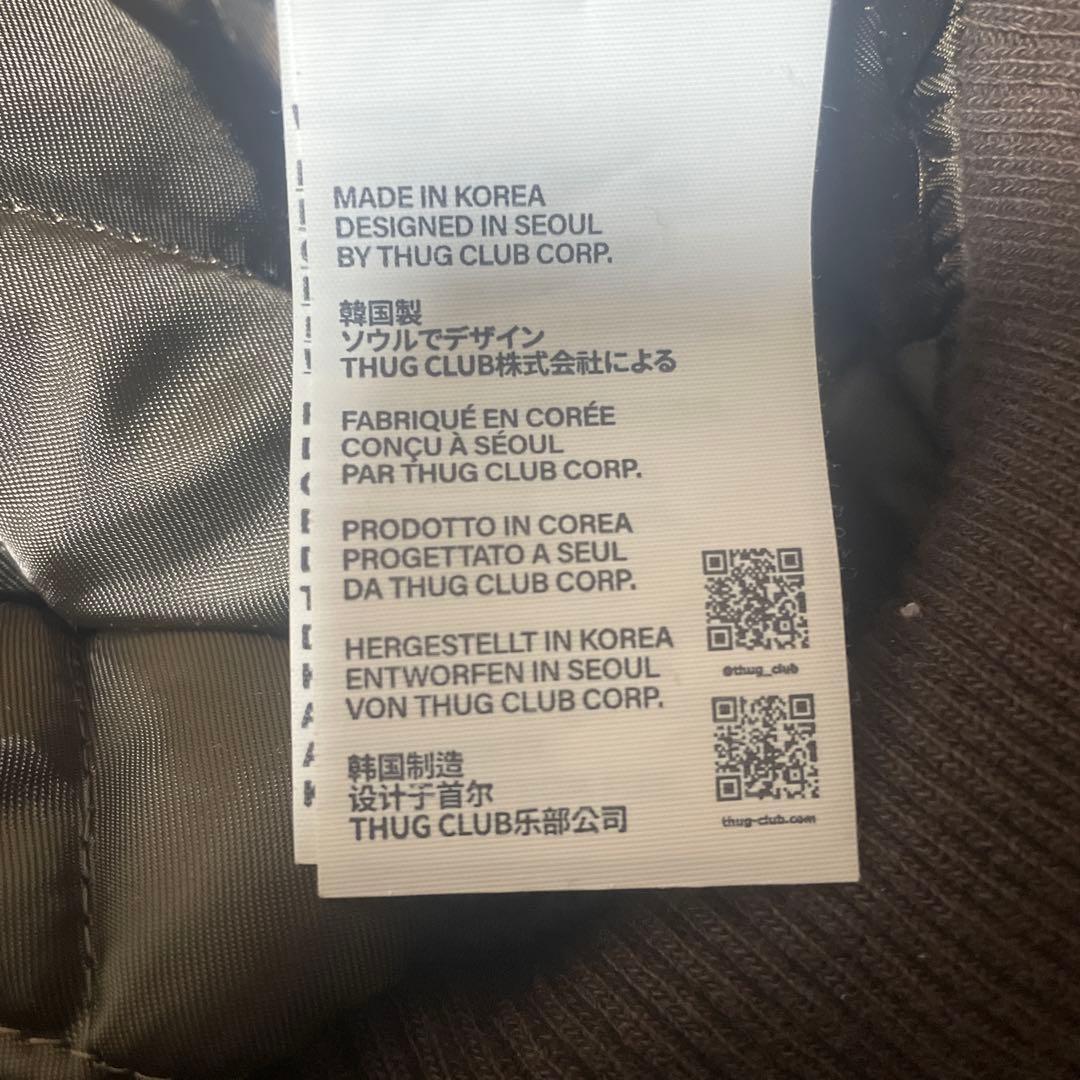 MADE IN KOREA
DESIGNED IN SEOUL
BY THUG CLUB CORP.
韓国製
ソウルでデザイン
THUG CLUB株式会社による
FABRIQUÉ EN CORÉE
CONÇU À SÉOUL
PAR THUG CLUB CORP.
PRODOTTO IN COREA
PROGETTATO A SEUL
DA THUG CLUB CORP.
HERGESTELLT IN KOREA
ENTWORFEN IN SEOUL
VON THUG CLUB CORP.
韩国制造
设计于首尔
THUG CLUB乐部公司
@thug_club
thug-club.com